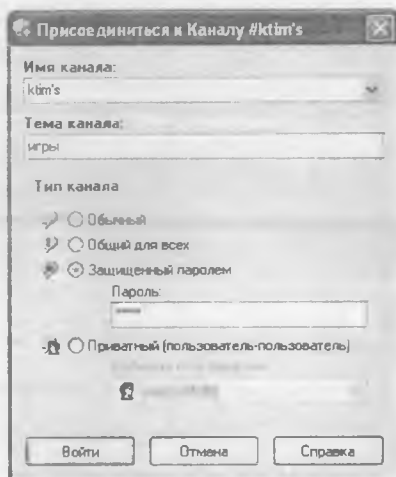 Присоединиться к Каналу #ktim's
Имя канала:
ktim's
Тема канала:
игры
Тип канала
Обычный
Общий для всех
Защищенный паролем
Пароль:
Приватный (пользователь-пользователь)
Войти
Отмена
Справка